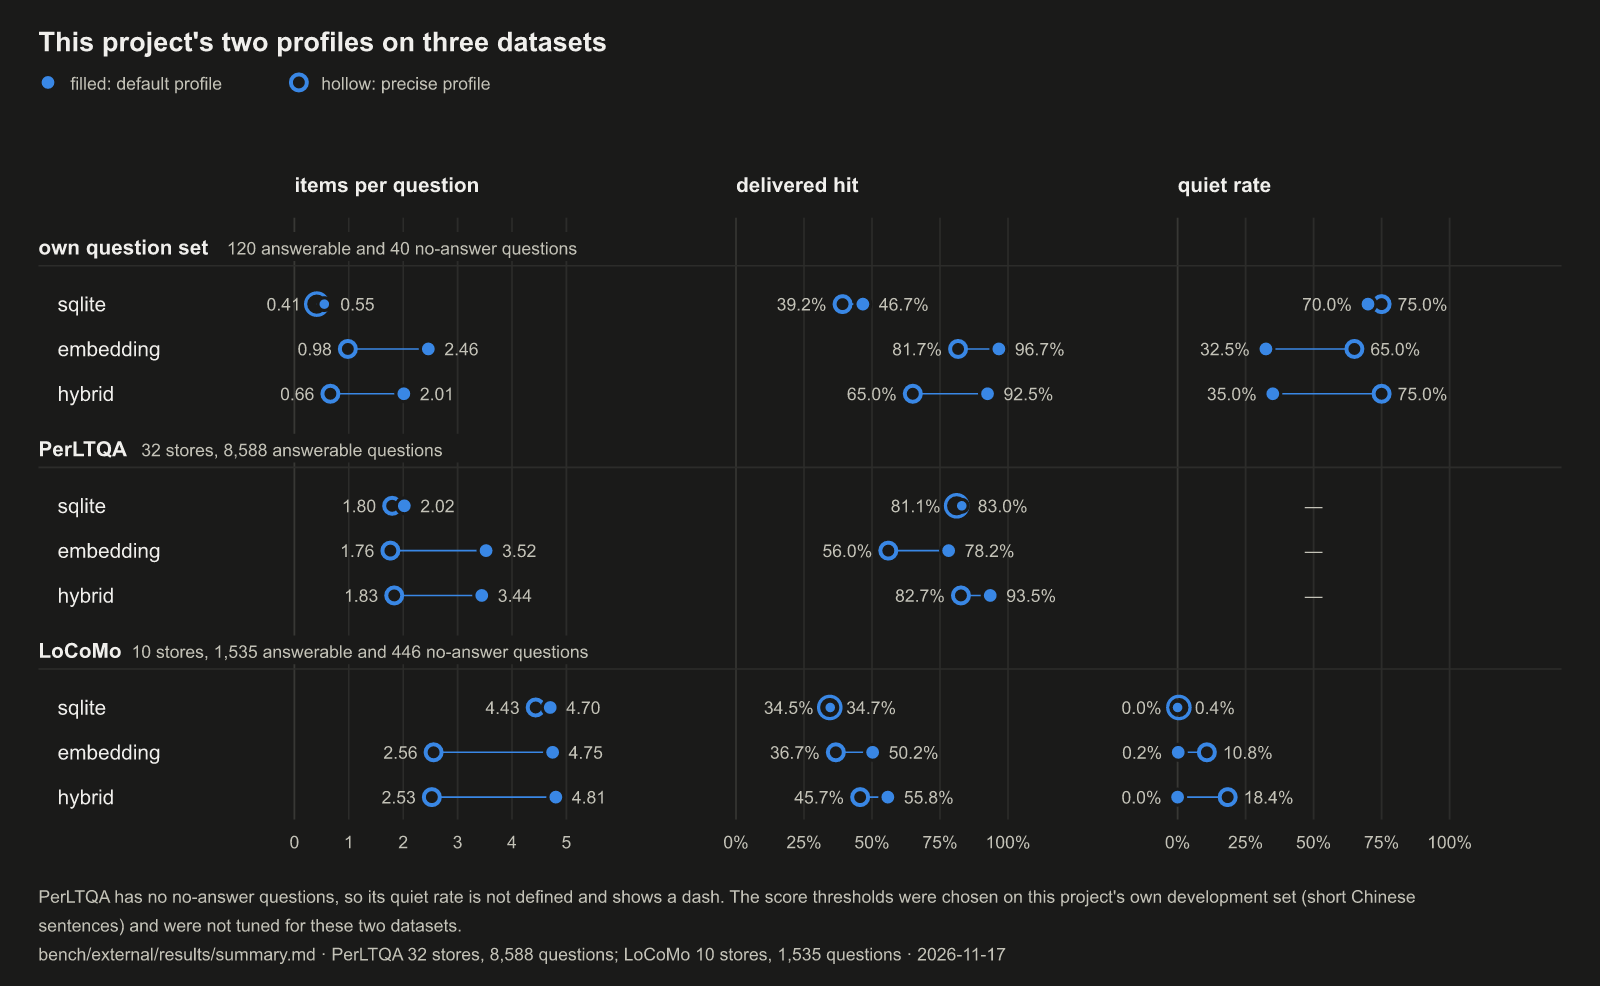 This project's two profiles on three datasets
filled: default profile hollow: precise profile
items per question delivered hit quiet rate
own question set 120 answerable and 40 no-answer questions
sqlite 0.41 0.55 39.2% 46.7% 70.0% 75.0%
embedding 0.98 2.46 81.7% 96.7% 32.5% 65.0%
hybrid 0.66 2.01 65.0% 92.5% 35.0% 75.0%
PerLTQA 32 stores, 8,588 answerable questions
sqlite 1.80 2.02 81.1% 83.0% —
embedding 1.76 3.52 56.0% 78.2% —
hybrid 1.83 3.44 82.7% 93.5% —
LoCoMo 10 stores, 1,535 answerable and 446 no-answer questions
sqlite 4.43 4.70 34.5% 34.7% 0.0% 0.4%
embedding 2.56 4.75 36.7% 50.2% 0.2% 10.8%
hybrid 2.53 4.81 45.7% 55.8% 0.0% 18.4%
0 1 2 3 4 5 0% 25% 50% 75% 100% 0% 25% 50% 75% 100%
PerLTQA has no no-answer questions, so its quiet rate is not defined and shows a dash. The score thresholds were chosen on this project's own development set (short Chinese
sentences) and were not tuned for these two datasets.
bench/external/results/summary.md · PerLTQA 32 stores, 8,588 questions; LoCoMo 10 stores, 1,535 questions · 2026-11-17